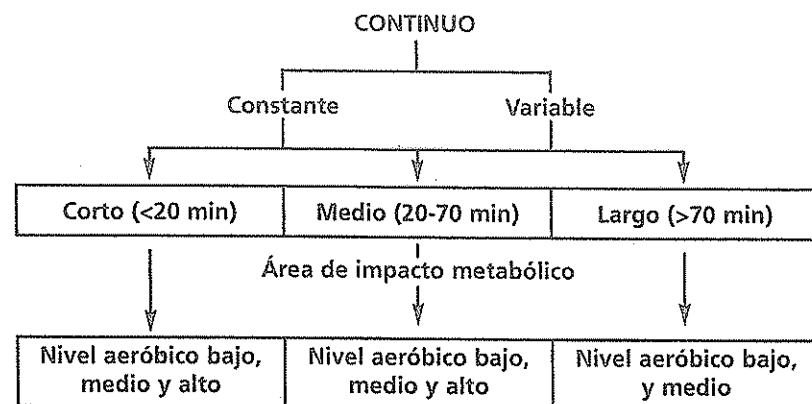 CONTINUO
Constante Variable
Corto (<20 min) Medio (20-70 min) Largo (>70 min)
Área de impacto metabólico
Nivel aeróbico bajo, Nivel aeróbico bajo, Nivel aeróbico bajo,
medio y alto medio y alto y medio